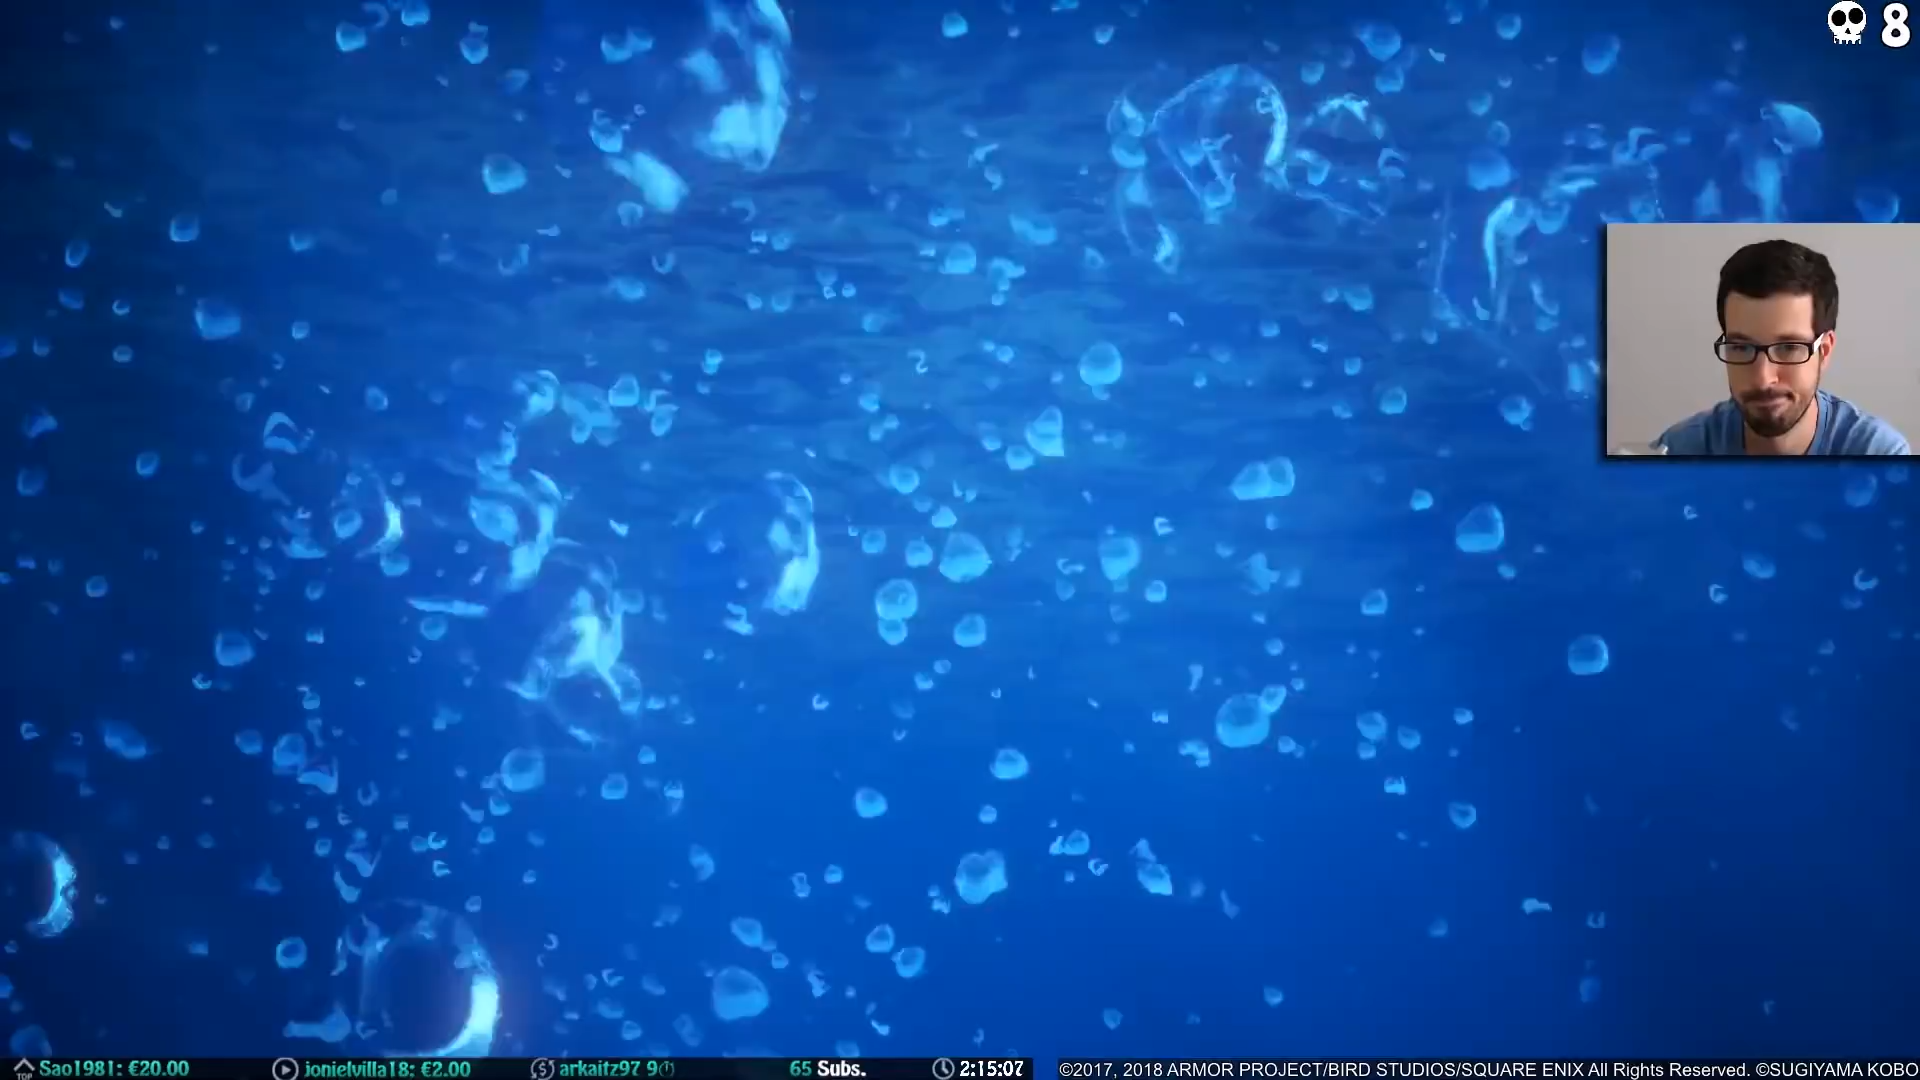 8
TOP Sao1981: €20.00 jonielvilla18: €2.00 arkaitz97 9 65 Subs. 2:15:07 ©2017, 2018 ARMOR PROJECT/BIRD STUDIOS/SQUARE ENIX All Rights Reserved. ©SUGIYAMA KOBO